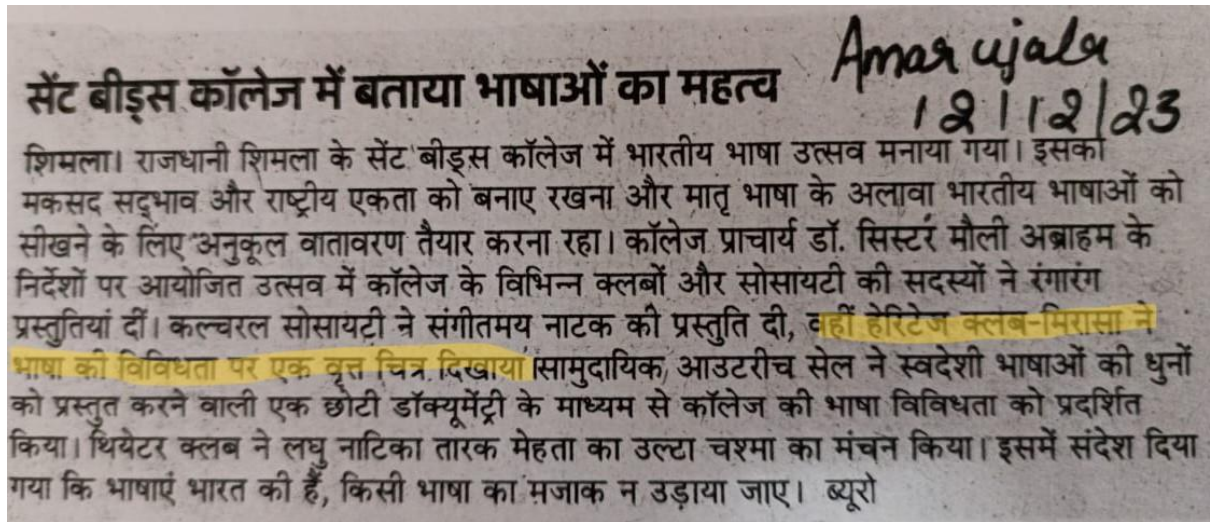 Amar ujala
12/12/23
सेंट बीड्स कॉलेज में बताया भाषाओं का महत्व
शिमला। राजधानी शिमला के सेंट बीड्स कॉलेज में भारतीय भाषा उत्सव मनाया गया। इसका
मकसद सद्भाव और राष्ट्रीय एकता को बनाए रखना और मातृ भाषा के अलावा भारतीय भाषाओं को
सीखने के लिए अनुकूल वातावरण तैयार करना रहा। कॉलेज प्राचार्य डॉ. सिस्टर मौली अब्राहम के
निर्देशों पर आयोजित उत्सव में कॉलेज के विभिन्न क्लबों और सोसायटी की सदस्यों ने रंगारंग
प्रस्तुतियां दीं। कल्चरल सोसायटी ने संगीतमय नाटक की प्रस्तुति दी, वहीं हेरिटेज क्लब-मिरासा ने
भाषा की विविधता पर एक वृत्त चित्र दिखाया। सामुदायिक आउटरीच सेल ने स्वदेशी भाषाओं की धुनों
को प्रस्तुत करने वाली एक छोटी डॉक्यूमेंट्री के माध्यम से कॉलेज की भाषा विविधता को प्रदर्शित
किया। थियेटर क्लब ने लघु नाटिका तारक मेहता का उल्टा चश्मा का मंचन किया। इसमें संदेश दिया
गया कि भाषाएं भारत की हैं, किसी भाषा का मजाक न उड़ाया जाए। ब्यूरो